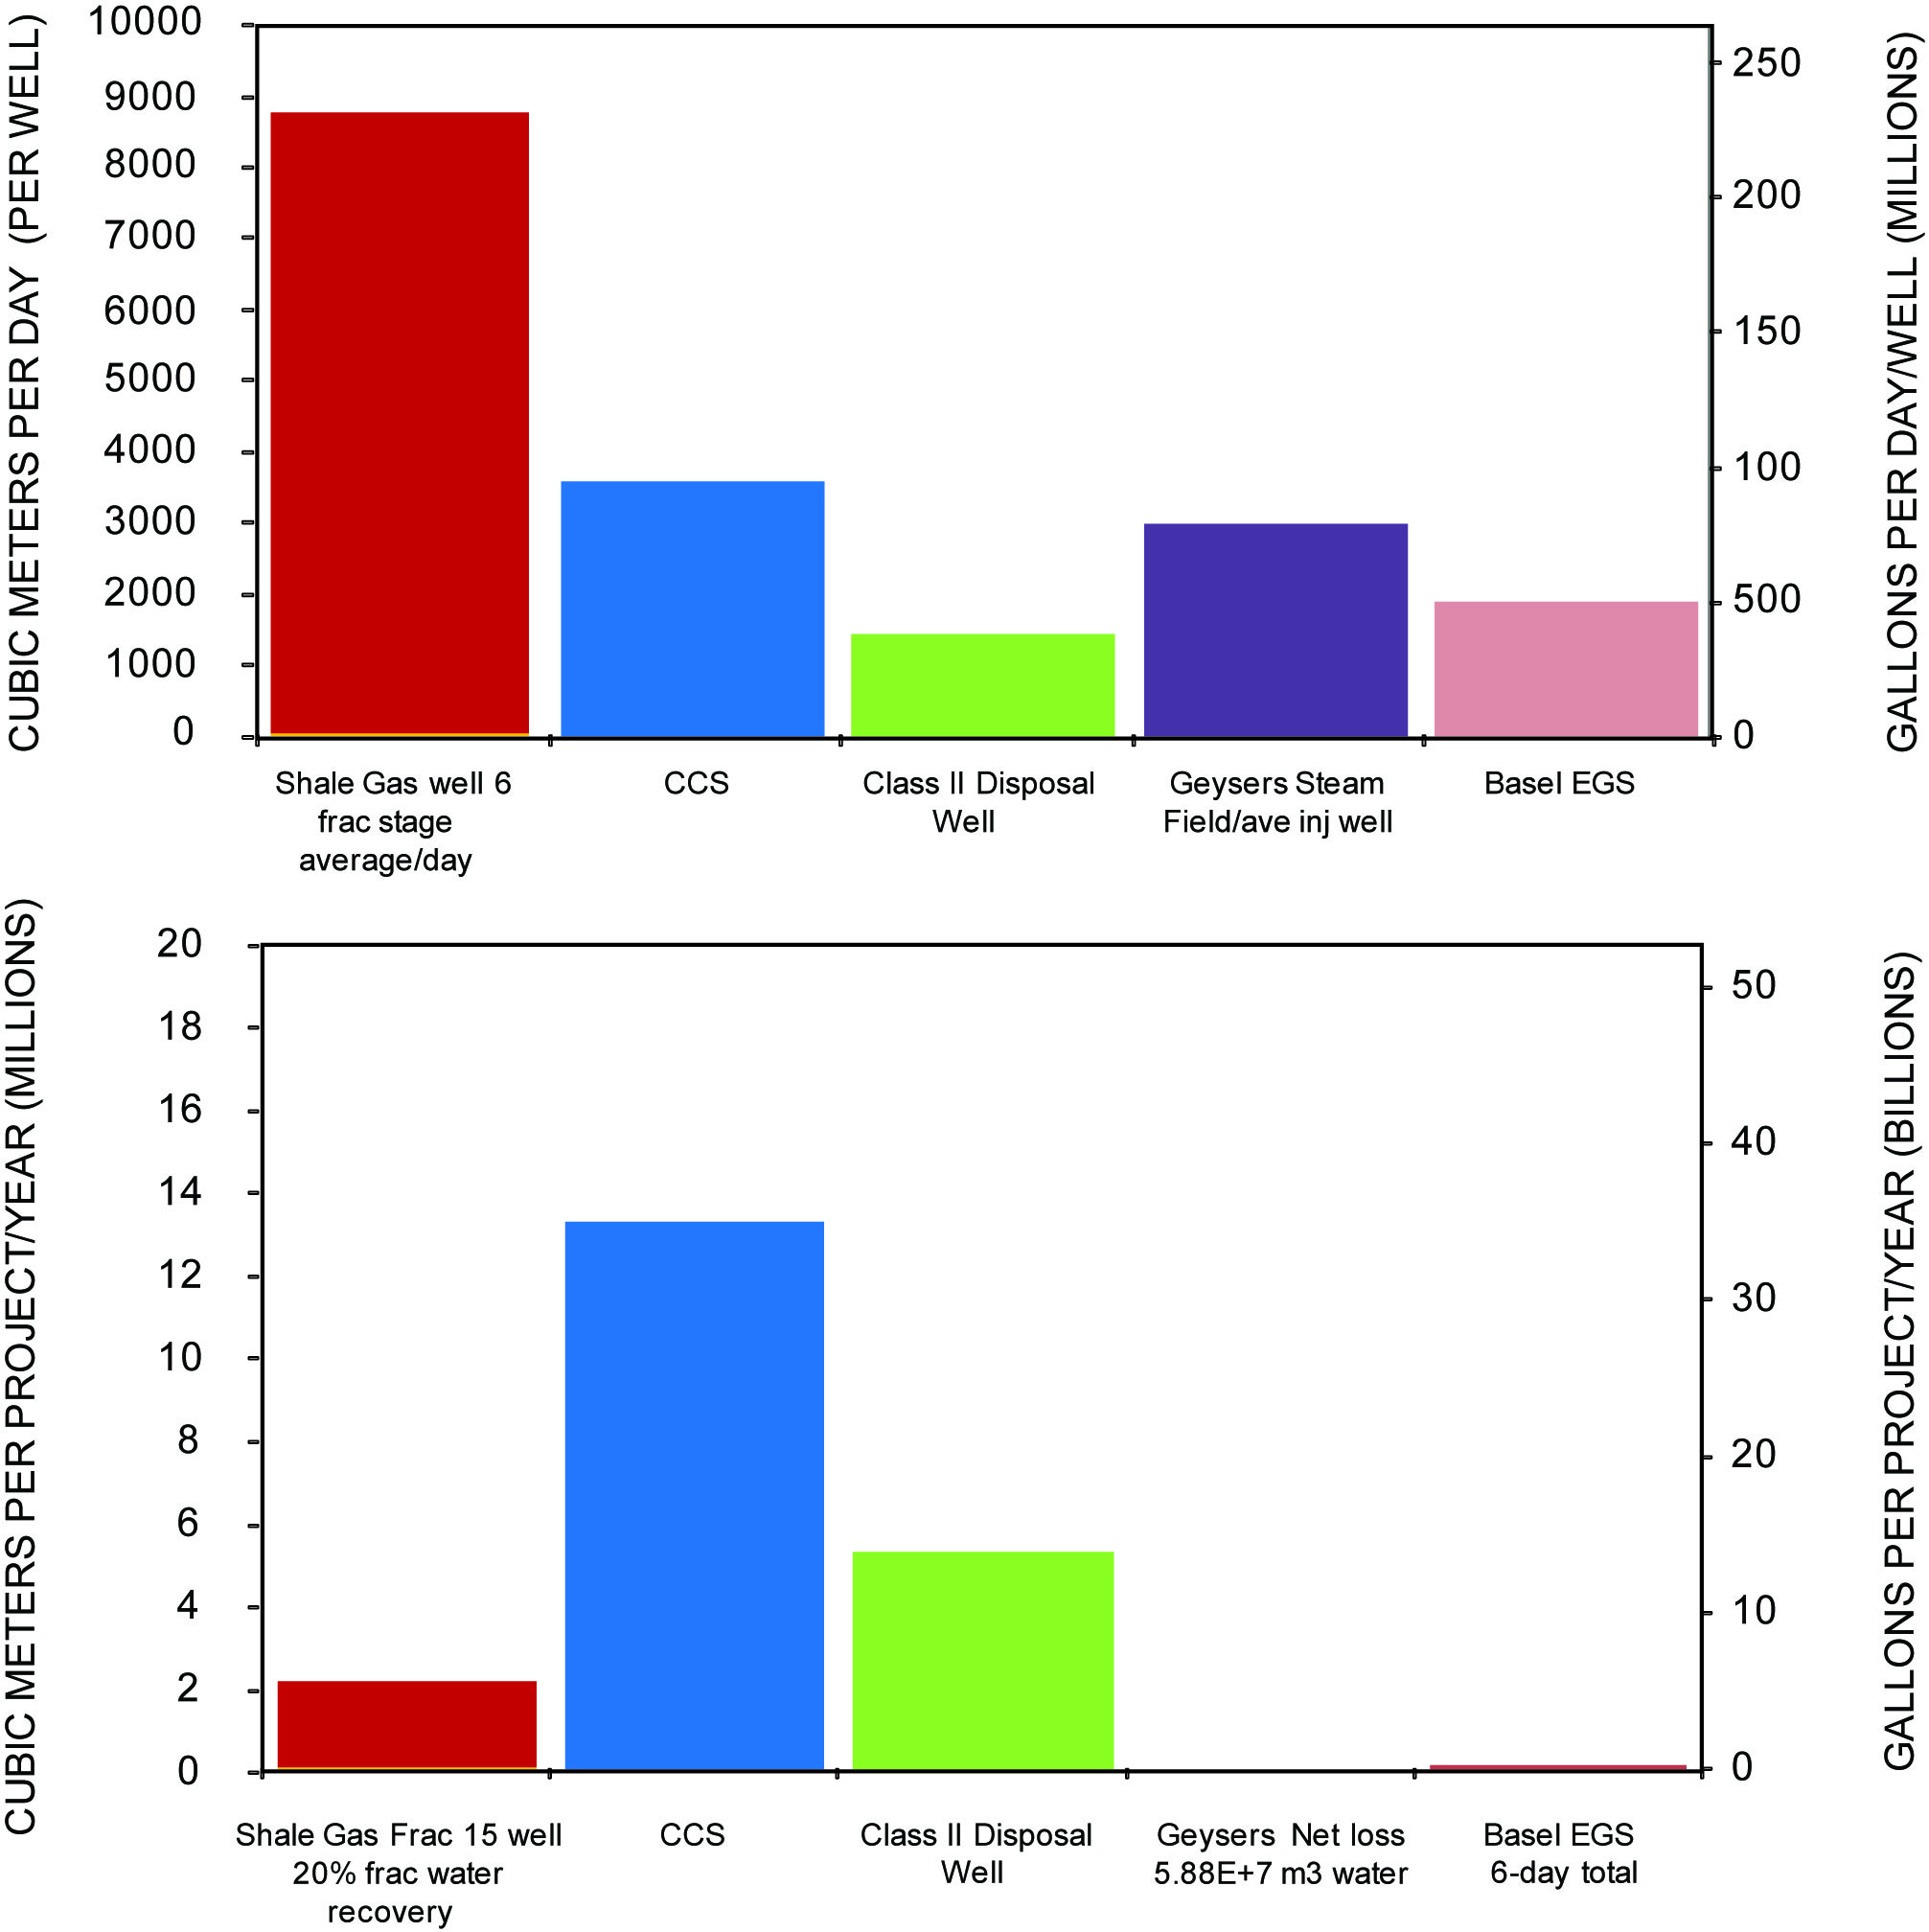 CUBIC METERS PER DAY (PER WELL)
10000
9000
8000
7000
6000
5000
4000
3000
2000
1000
0
250
200
150
100
500
0
GALLONS PER DAY/WELL (MILLIONS)
Shale Gas well 6
frac stage
average/day
CCS
Class II Disposal
Well
Geysers Steam
Field/ave inj well
Basel EGS
CUBIC METERS PER PROJECT/YEAR (MILLIONS)
20
18
16
14
12
10
8
6
4
2
0
50
40
30
20
10
0
GALLONS PER PROJECT/YEAR (BILLIONS)
Shale Gas Frac 15 well
20% frac water
recovery
CCS
Class II Disposal
Well
Geysers Net loss
5.88E+7 m3 water
Basel EGS
6-day total